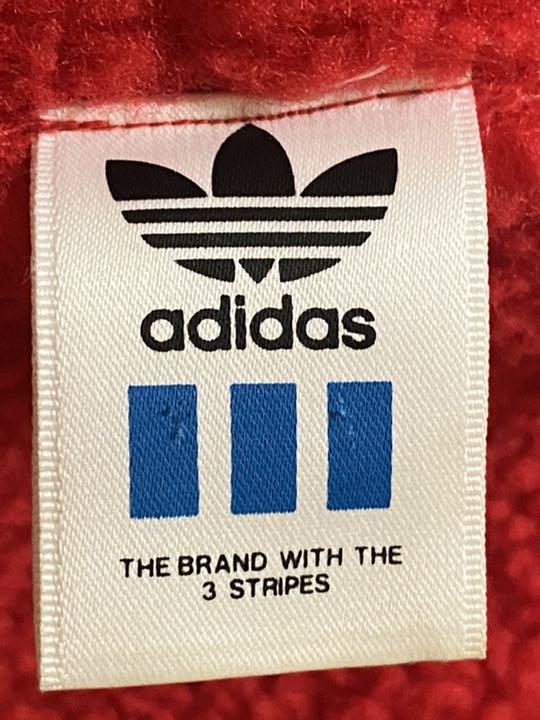 adidas
THE BRAND WITH THE
3 STRIPES